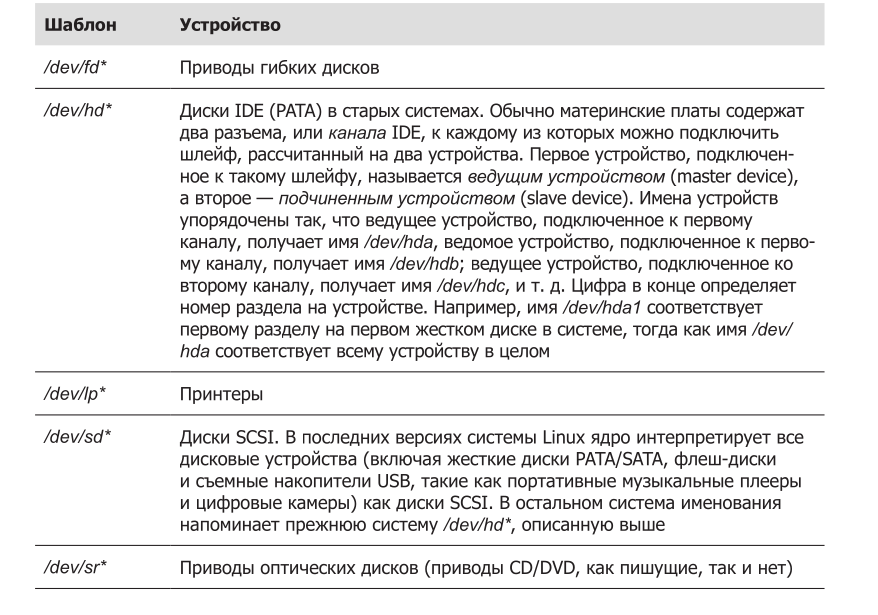 Шаблон Устройство
/dev/fd* Приводы гибких дисков
/dev/hd* Диски IDE (PATA) в старых системах. Обычно материнские платы содержат
два разъема, или канала IDE, к каждому из которых можно подключить
шлейф, рассчитанный на два устройства. Первое устройство, подключен-
ное к такому шлейфу, называется ведущим устройством (master device),
а второе — подчиненным устройством (slave device). Имена устройств
упорядочены так, что ведущее устройство, подключенное к первому
каналу, получает имя /dev/hda, ведомое устройство, подключенное к перво-
му каналу, получает имя /dev/hdb; ведущее устройство, подключенное ко
второму каналу, получает имя /dev/hdc, и т. д. Цифра в конце определяет
номер раздела на устройстве. Например, имя /dev/hda1 соответствует
первому разделу на первом жестком диске в системе, тогда как имя /dev/
hda соответствует всему устройству в целом
/dev/lp* Принтеры
/dev/sd* Диски SCSI. В последних версиях системы Linux ядро интерпретирует все
дисковые устройства (включая жесткие диски PATA/SATA, флеш-диски
и съемные накопители USB, такие как портативные музыкальные плееры
и цифровые камеры) как диски SCSI. В остальном система именования
напоминает прежнюю систему /dev/hd*, описанную выше
/dev/sr* Приводы оптических дисков (приводы CD/DVD, как пишущие, так и нет)